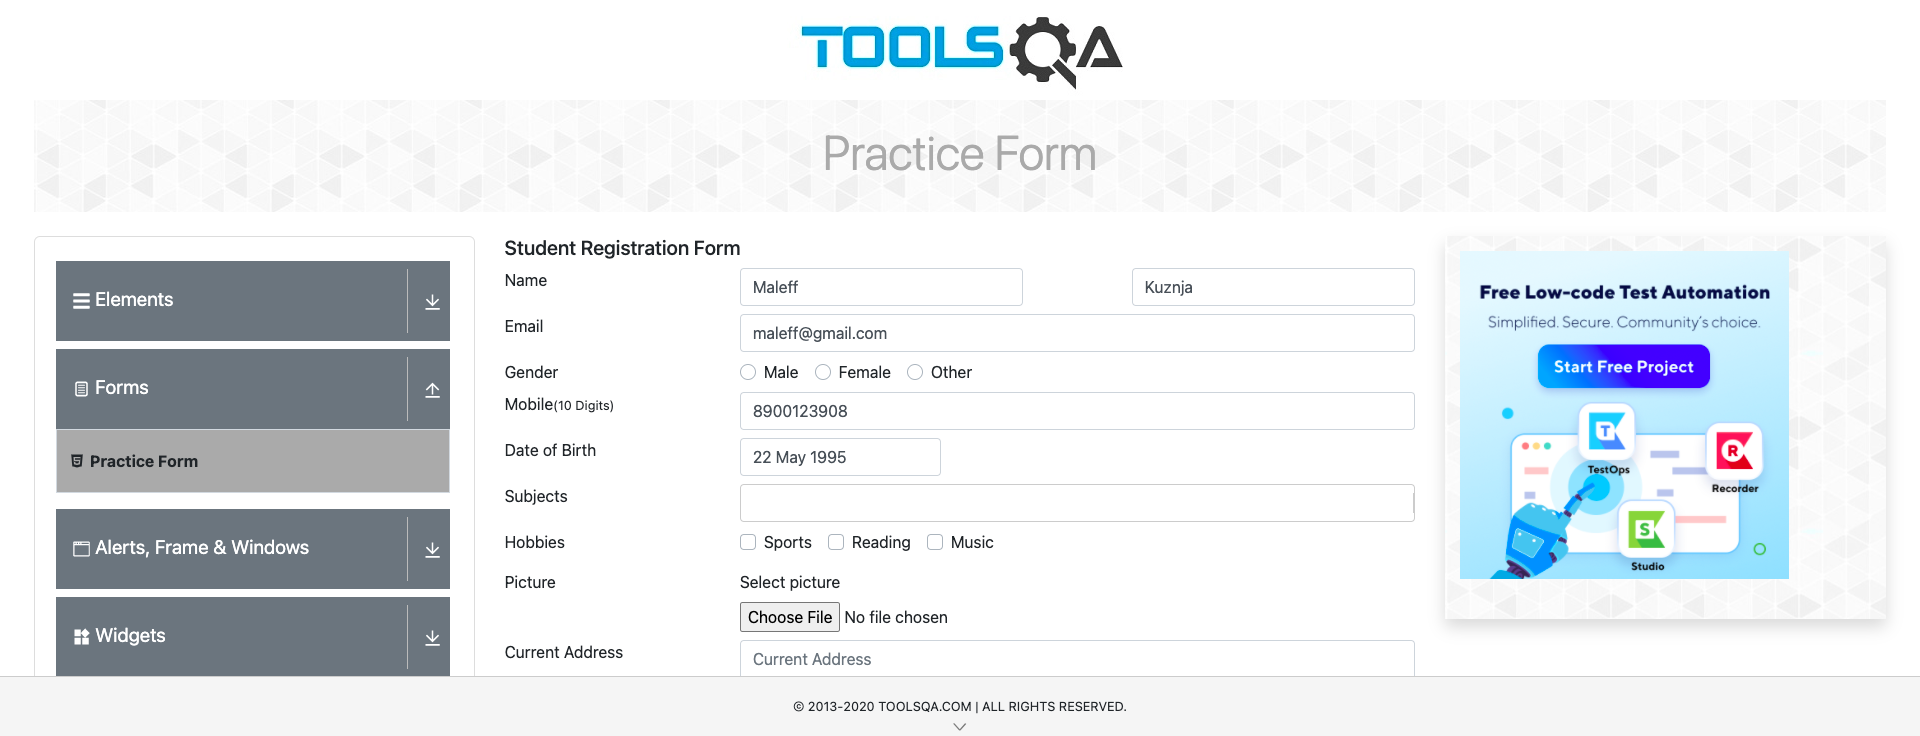 TOOLSQA
Practice Form
Elements
Forms
Practice Form
Alerts, Frame & Windows
Widgets
Student Registration Form
Name
Maleff
Kuznja
Email
maleff@gmail.com
Gender
Male
Female
Other
Mobile(10 Digits)
8900123908
Date of Birth
22 May 1995
Subjects
Hobbies
Sports
Reading
Music
Picture
Select picture
Choose File No file chosen
Current Address
Current Address
Free Low-code Test Automation
Simplified. Secure. Community's choice.
Start Free Project
T
TestOps
R
Recorder
S
Studio
© 2013-2020 TOOLSQA.COM | ALL RIGHTS RESERVED.